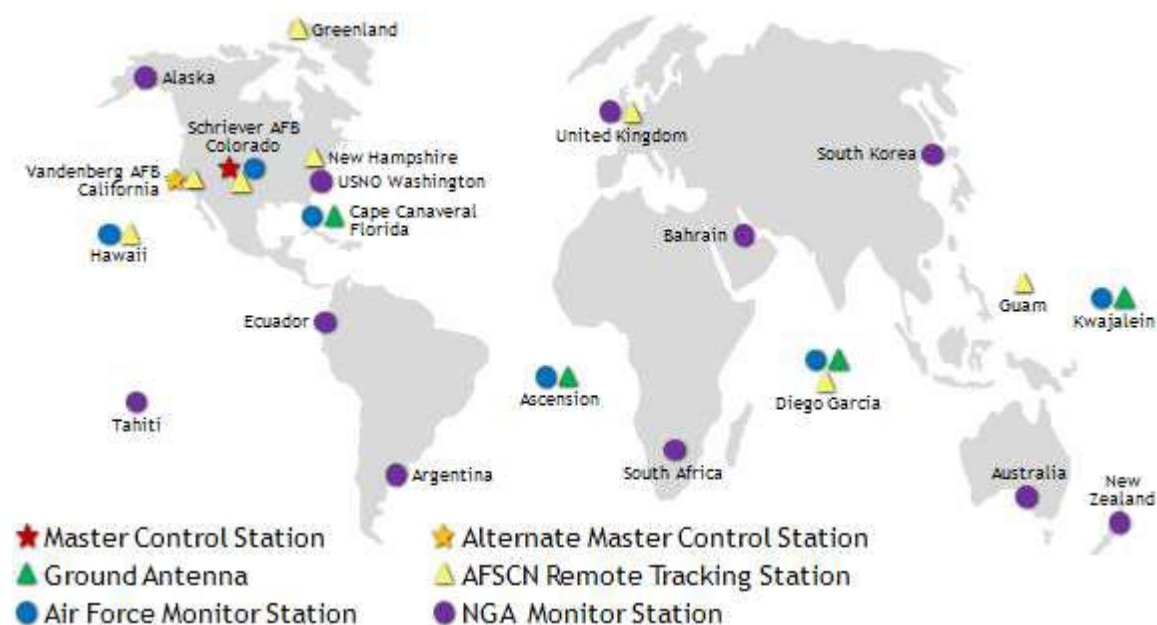 Greenland
Alaska
Schriever AFB
Colorado
United Kingdom
New Hampshire
South Korea
Vandenberg AFB
California
USNO Washington
Cape Canaveral
Florida
Bahrain
Hawaii
Guam
Kwajalein
Ecuador
Ascension
Diego Garcia
Tahiti
Argentina
South Africa
Australia
New
Zealand
Master Control Station
Alternate Master Control Station
Ground Antenna
AFSCN Remote Tracking Station
Air Force Monitor Station
NGA Monitor Station